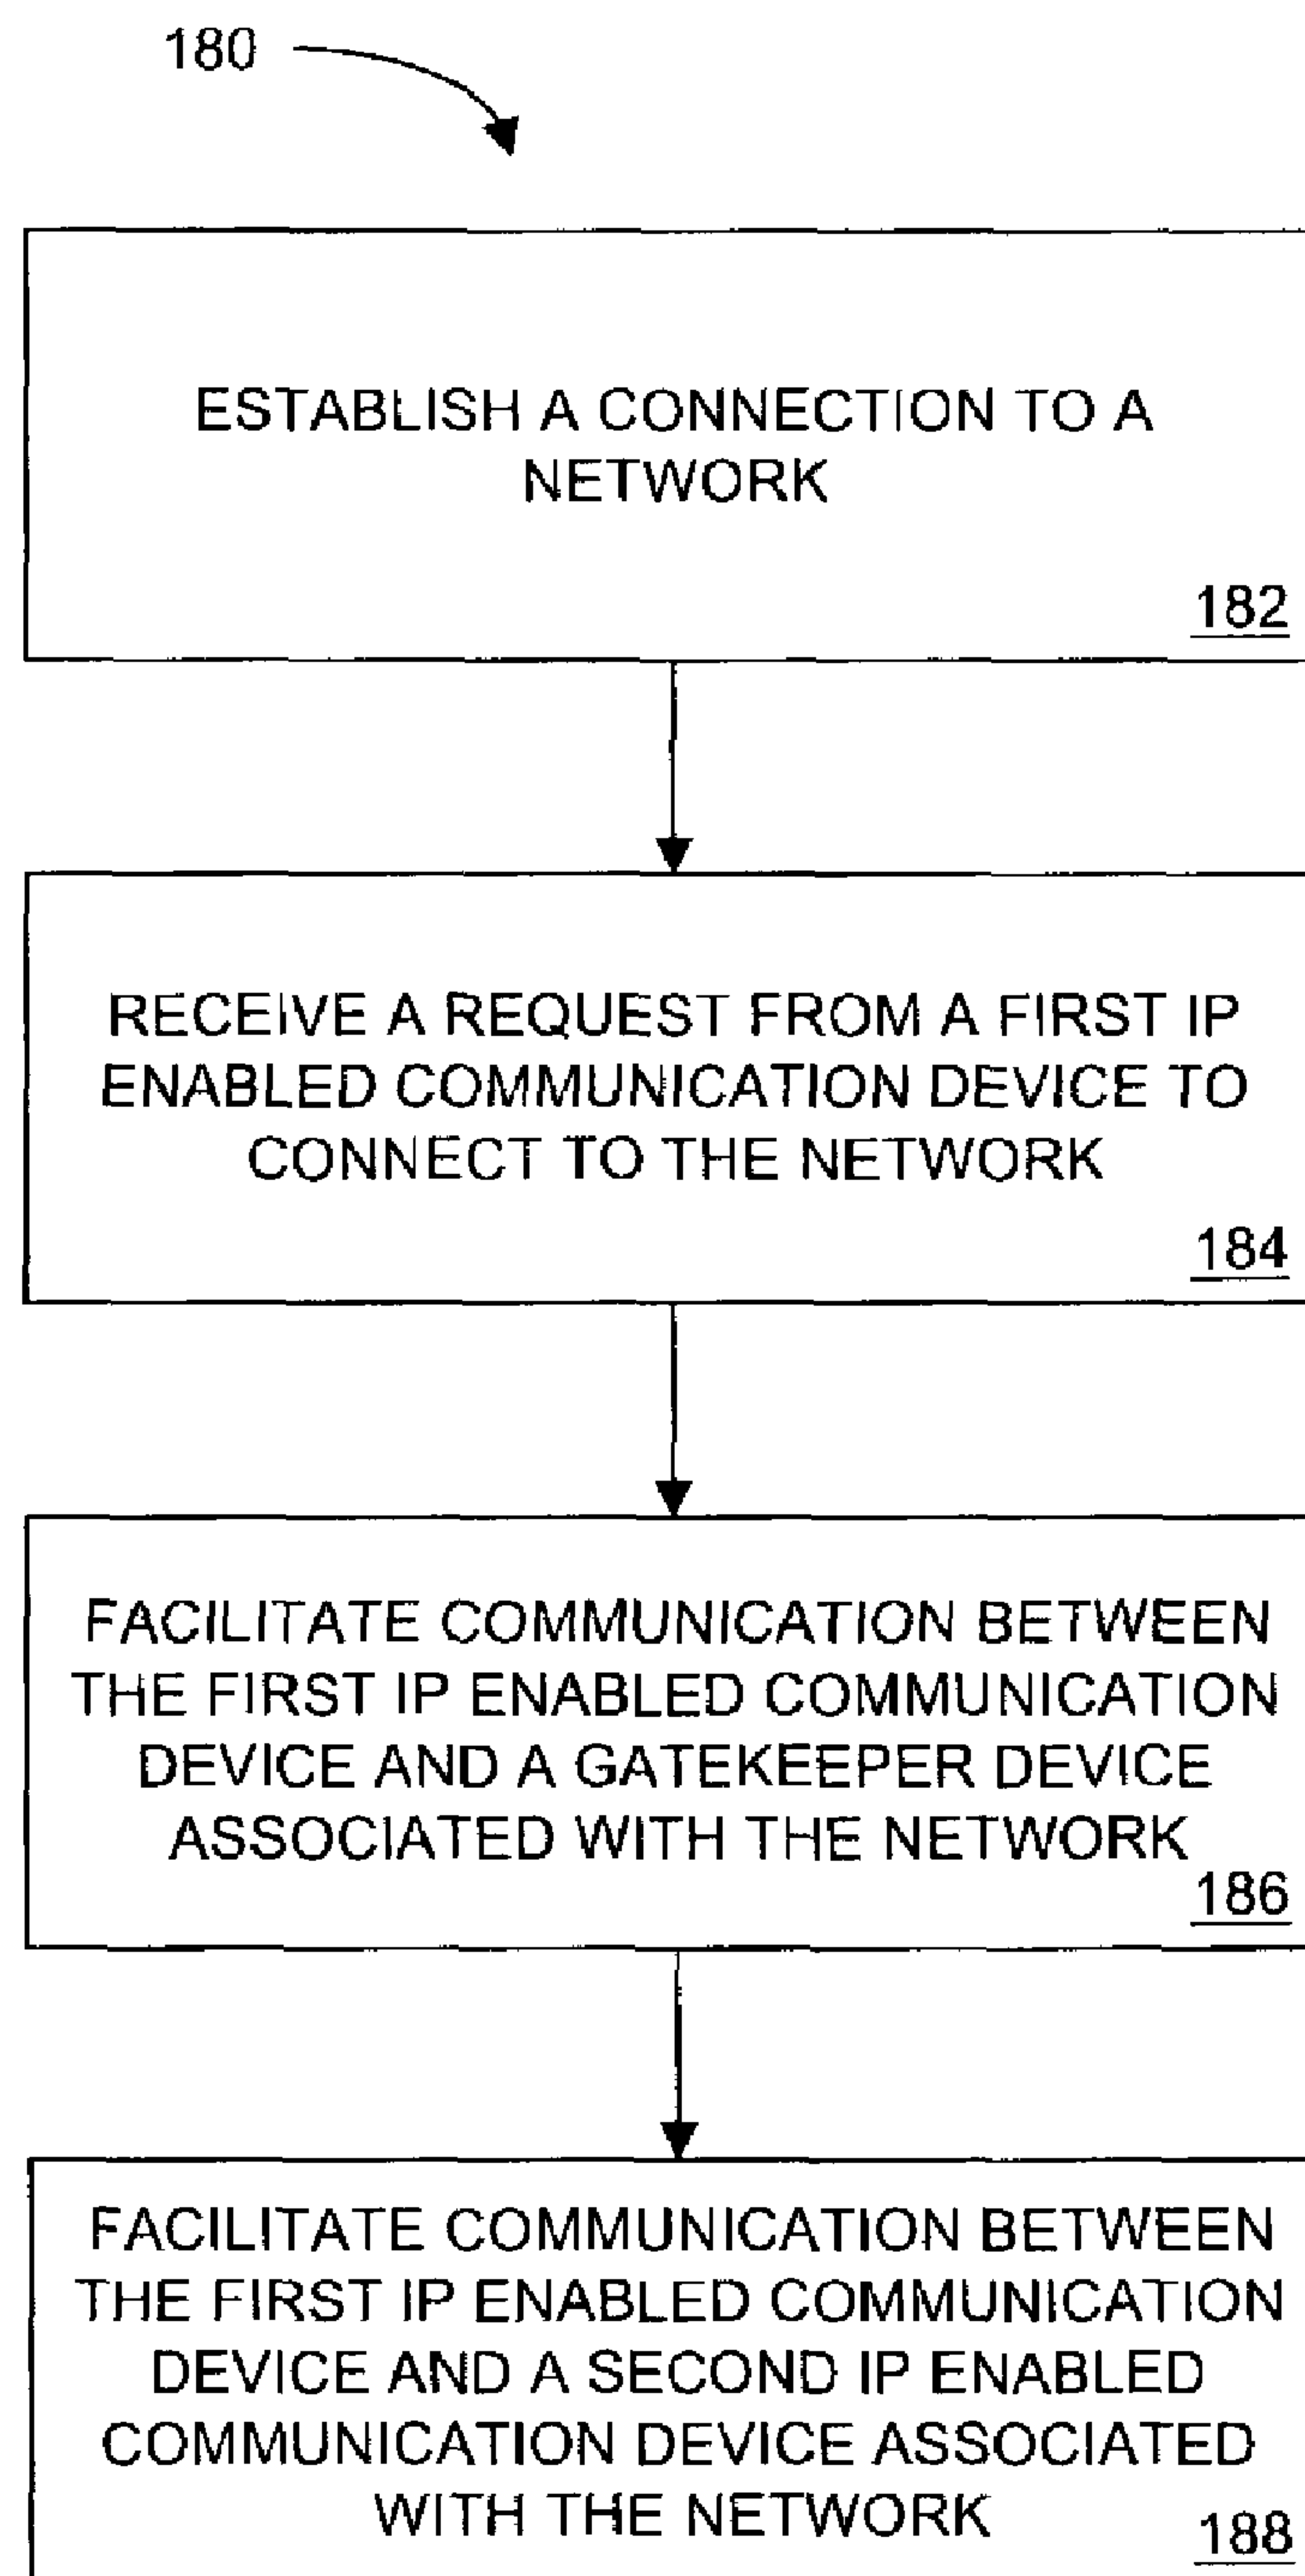 180
ESTABLISH A CONNECTION TO A
NETWORK
182
RECEIVE A REQUEST FROM A FIRST IP
ENABLED COMMUNICATION DEVICE TO
CONNECT TO THE NETWORK
184
FACILITATE COMMUNICATION BETWEEN
THE FIRST IP ENABLED COMMUNICATION
DEVICE AND A GATEKEEPER DEVICE
ASSOCIATED WITH THE NETWORK
186
FACILITATE COMMUNICATION BETWEEN
THE FIRST IP ENABLED COMMUNICATION
DEVICE AND A SECOND IP ENABLED
COMMUNICATION DEVICE ASSOCIATED
WITH THE NETWORK
188